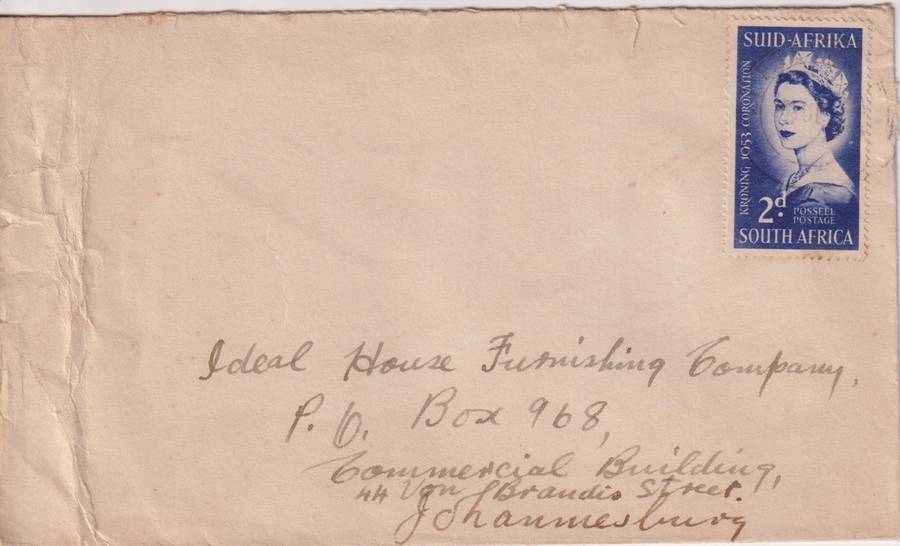 SUID-AFRIKA
KRONING 1953 CORONATION
2d.
POSSEËL
POSTAGE
SOUTH AFRICA
Ideal House Furnishing Company,
P. O. Box 968,
Commercial Building,
44 Von Brandis Street.
Johannesburg